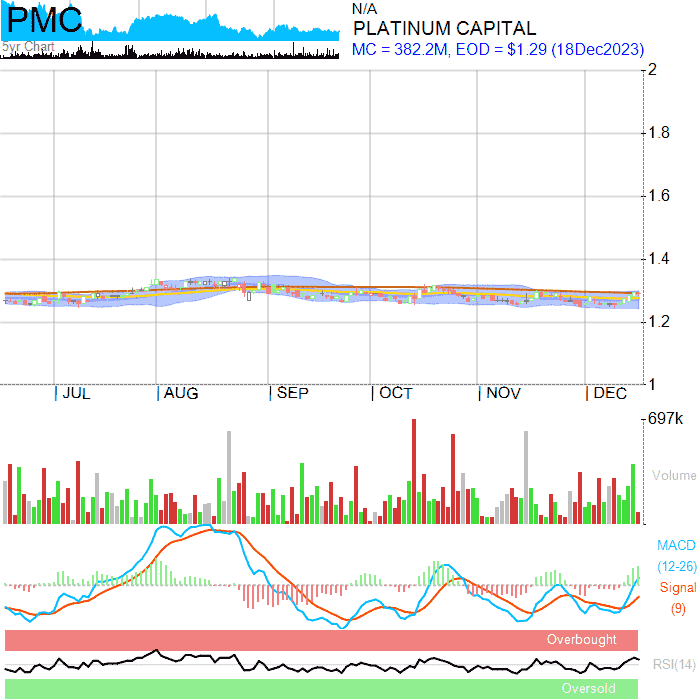 PMC
5yr Chart
N/A
PLATINUM CAPITAL
MC = 382.2M, EOD = $1.29 (18Dec2023)
2
1.8
1.6
1.4
1.2
1
JUL AUG SEP OCT NOV DEC
697k
Volume
MACD
(12-26)
Signal
(9)
Overbought
RSI(14)
Oversold